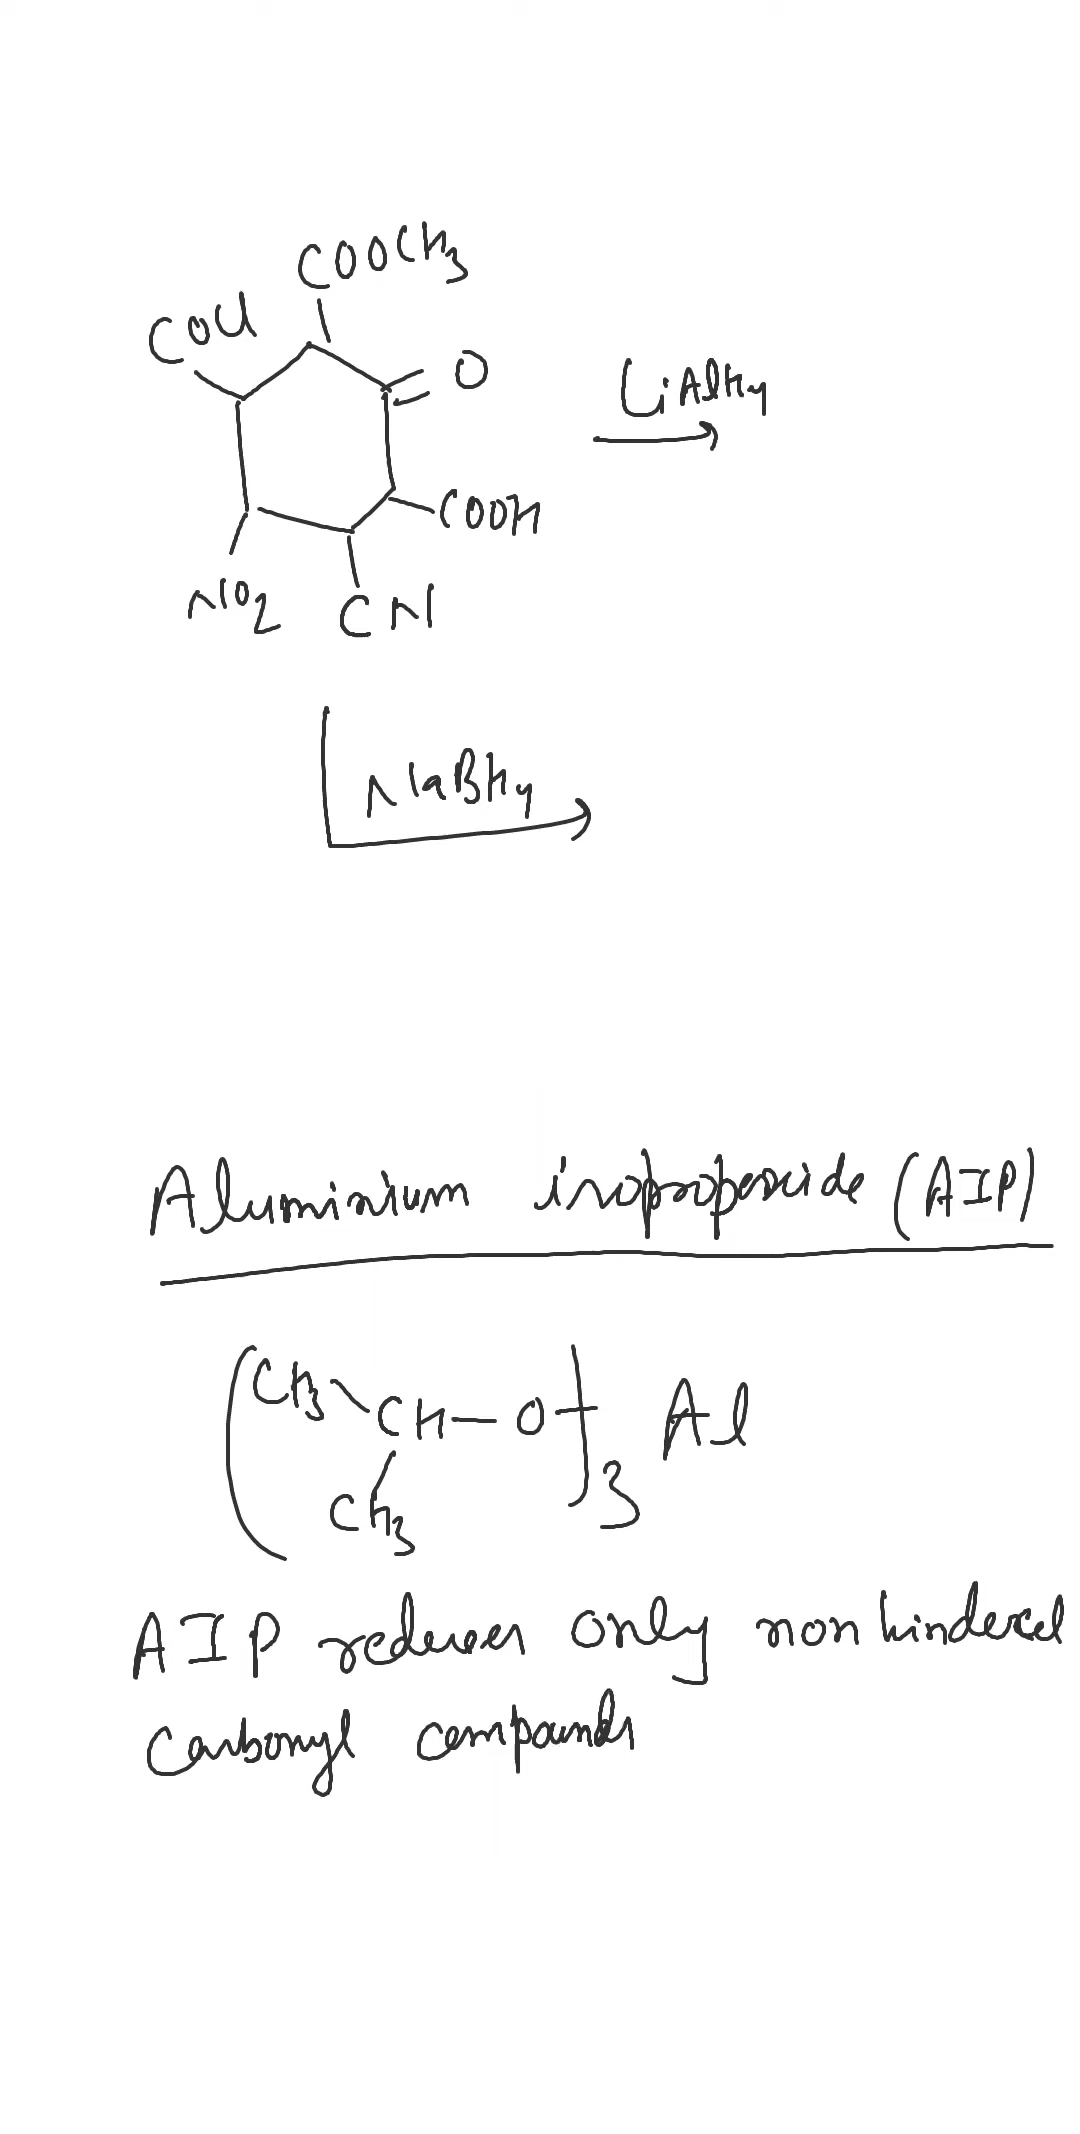 COOCH3
COCl
O
LiAlH4
COOH
NO2
CN
NaBH4
Aluminium isopropoxide (AIP)
(CH3
CH-O)3 Al
CH3
AIP reduces only non hindered
Carbonyl compounds